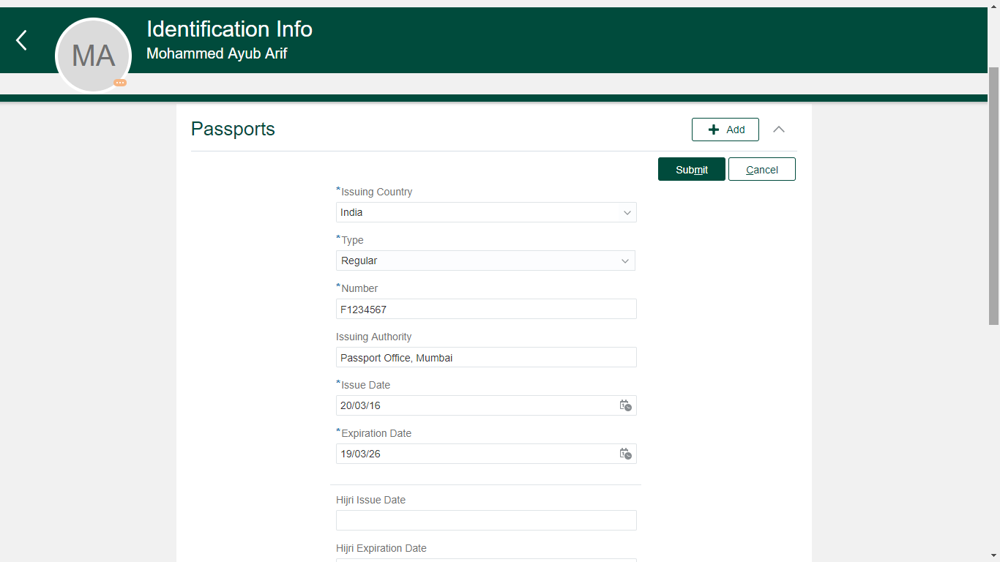 Identification Info
MA
Mohammed Ayub Arif
Passports
Add
Submit
Cancel
*Issuing Country
India
*Type
Regular
*Number
F1234567
Issuing Authority
Passport Office, Mumbai
*Issue Date
20/03/16
*Expiration Date
19/03/26
Hijri Issue Date
Hijri Expiration Date